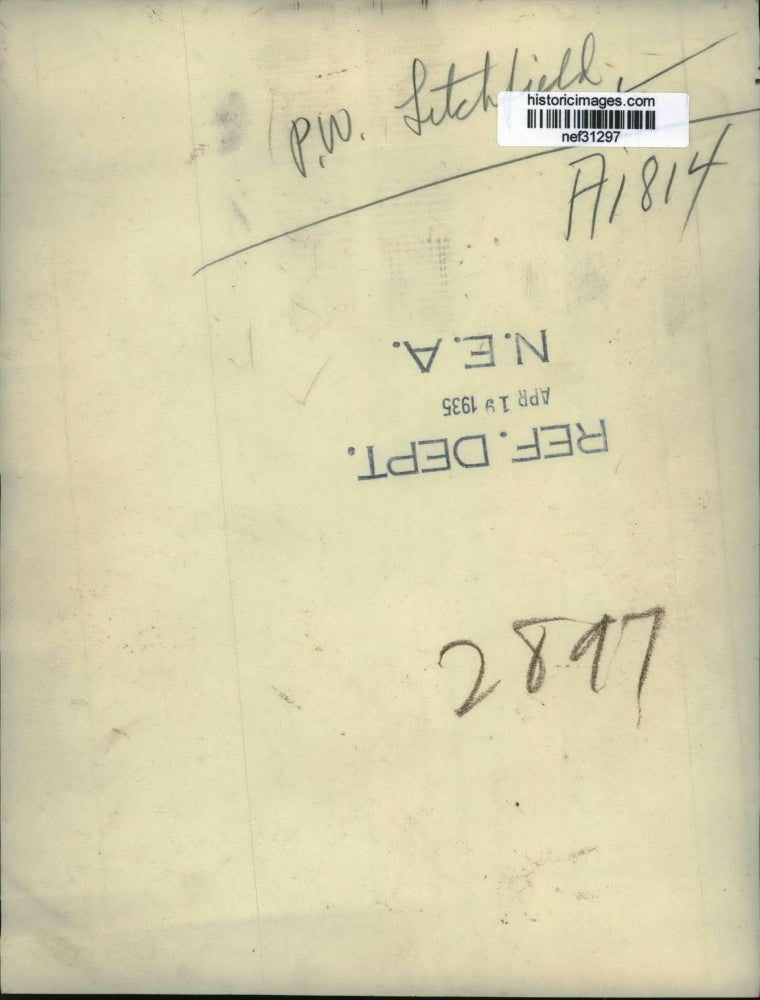 P.W. Litchfield
historicimages.com
nef31297
A1814
REF. DEPT.
APR 19 1935
N.E.A.
2897